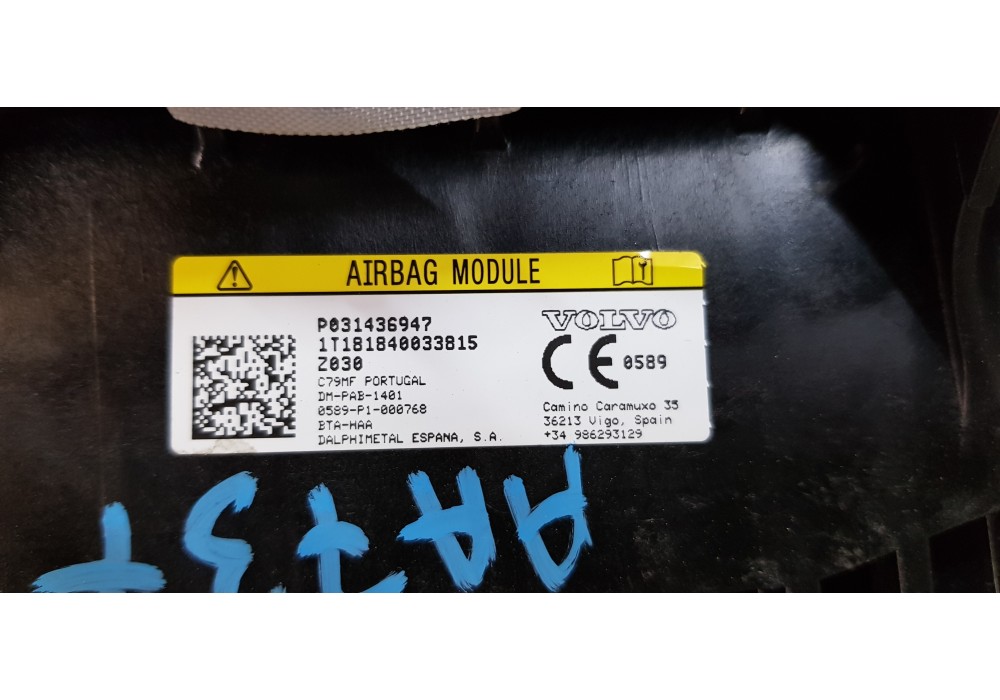 AIRBAG MODULE
P031436947
1T181840033815
Z030
C79MF PORTUGAL
DM-PAB-1401
0589-P1-000768
BTA-HAA
DALPHIMETAL ESPANA, S.A.
VOLVO
CE 0589
Camino Caramuxo 35
36213 Vigo, Spain
+34 986293129